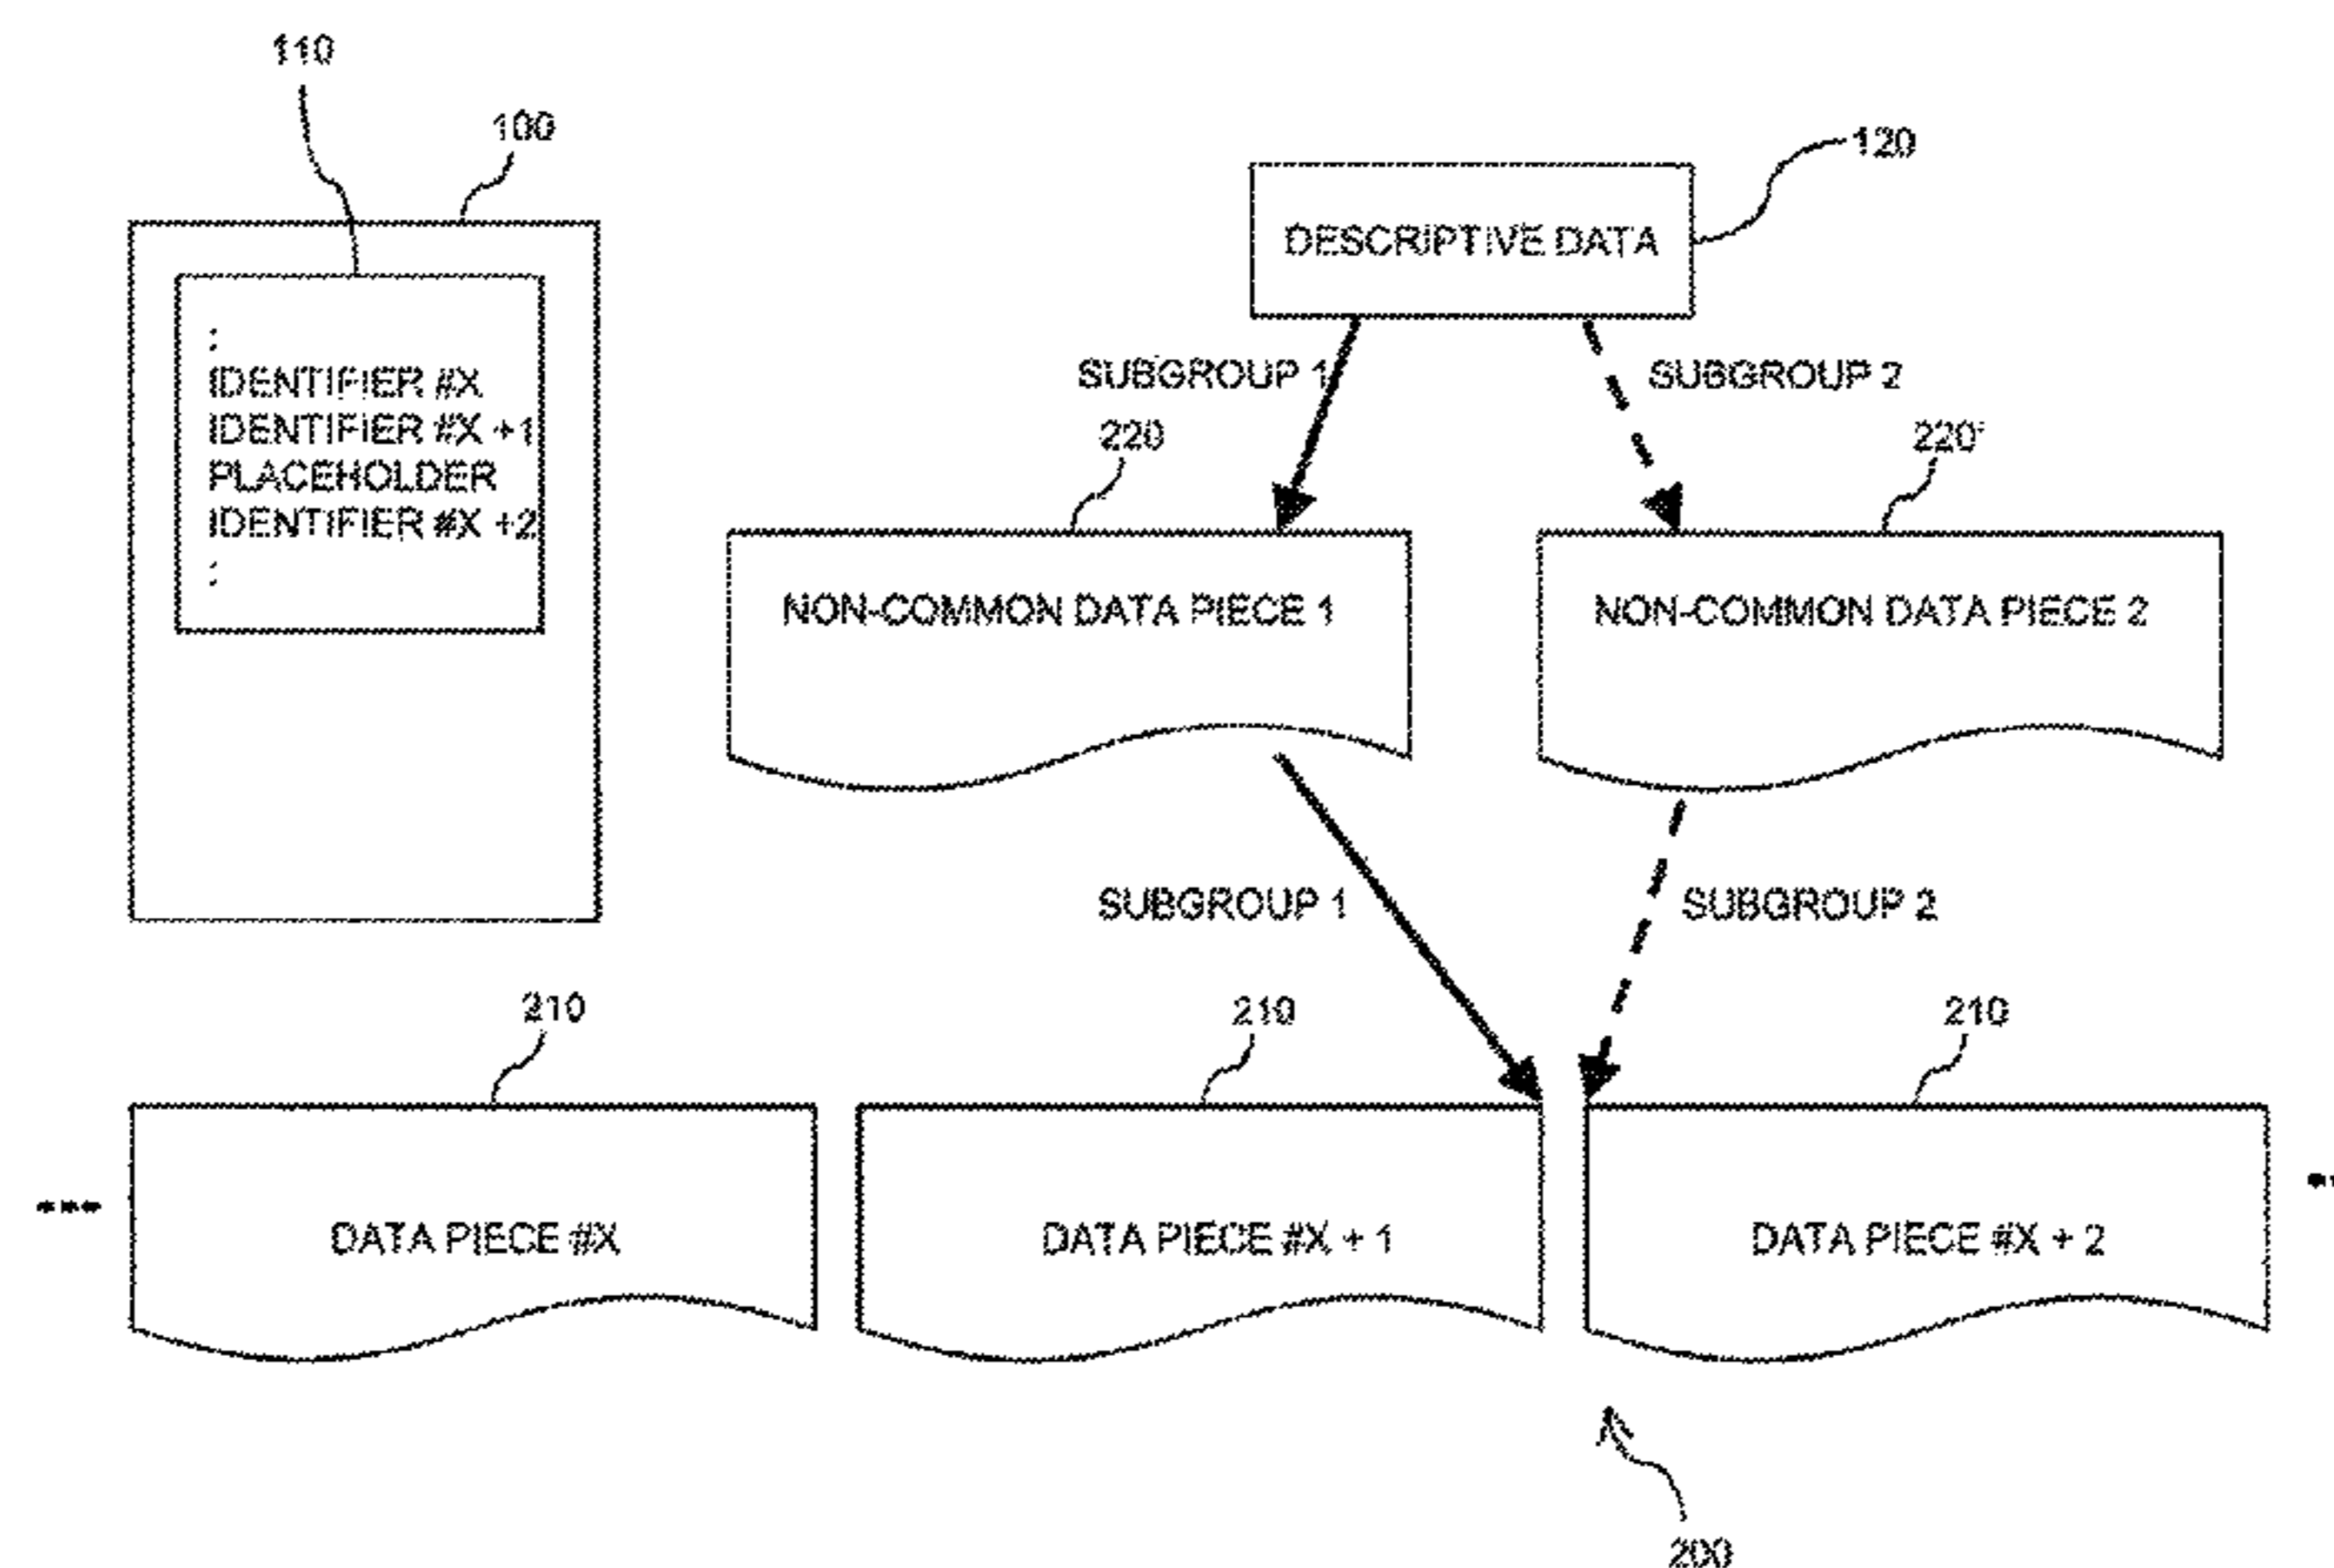 110
100
120
DESCRIPTIVE DATA
:
IDENTIFIER #X
IDENTIFIER #X +1
PLACEHOLDER
IDENTIFIER #X +2
:
SUBGROUP 1
SUBGROUP 2
220
220'
NON-COMMON DATA PIECE 1
NON-COMMON DATA PIECE 2
SUBGROUP 1
SUBGROUP 2
210
210
210
DATA PIECE #X
DATA PIECE #X + 1
DATA PIECE #X + 2
200